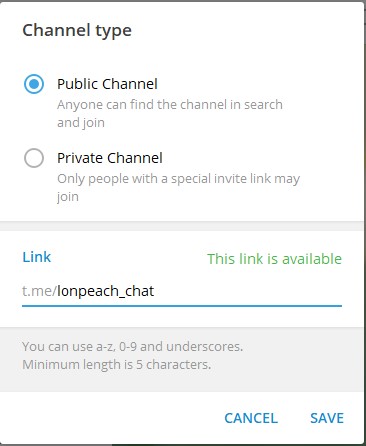 Channel type
Public Channel
Anyone can find the channel in search
and join
Private Channel
Only people with a special invite link may
join
Link
This link is available
t.me/lonpeach_chat
You can use a-z, 0-9 and underscores.
Minimum length is 5 characters.
CANCEL
SAVE